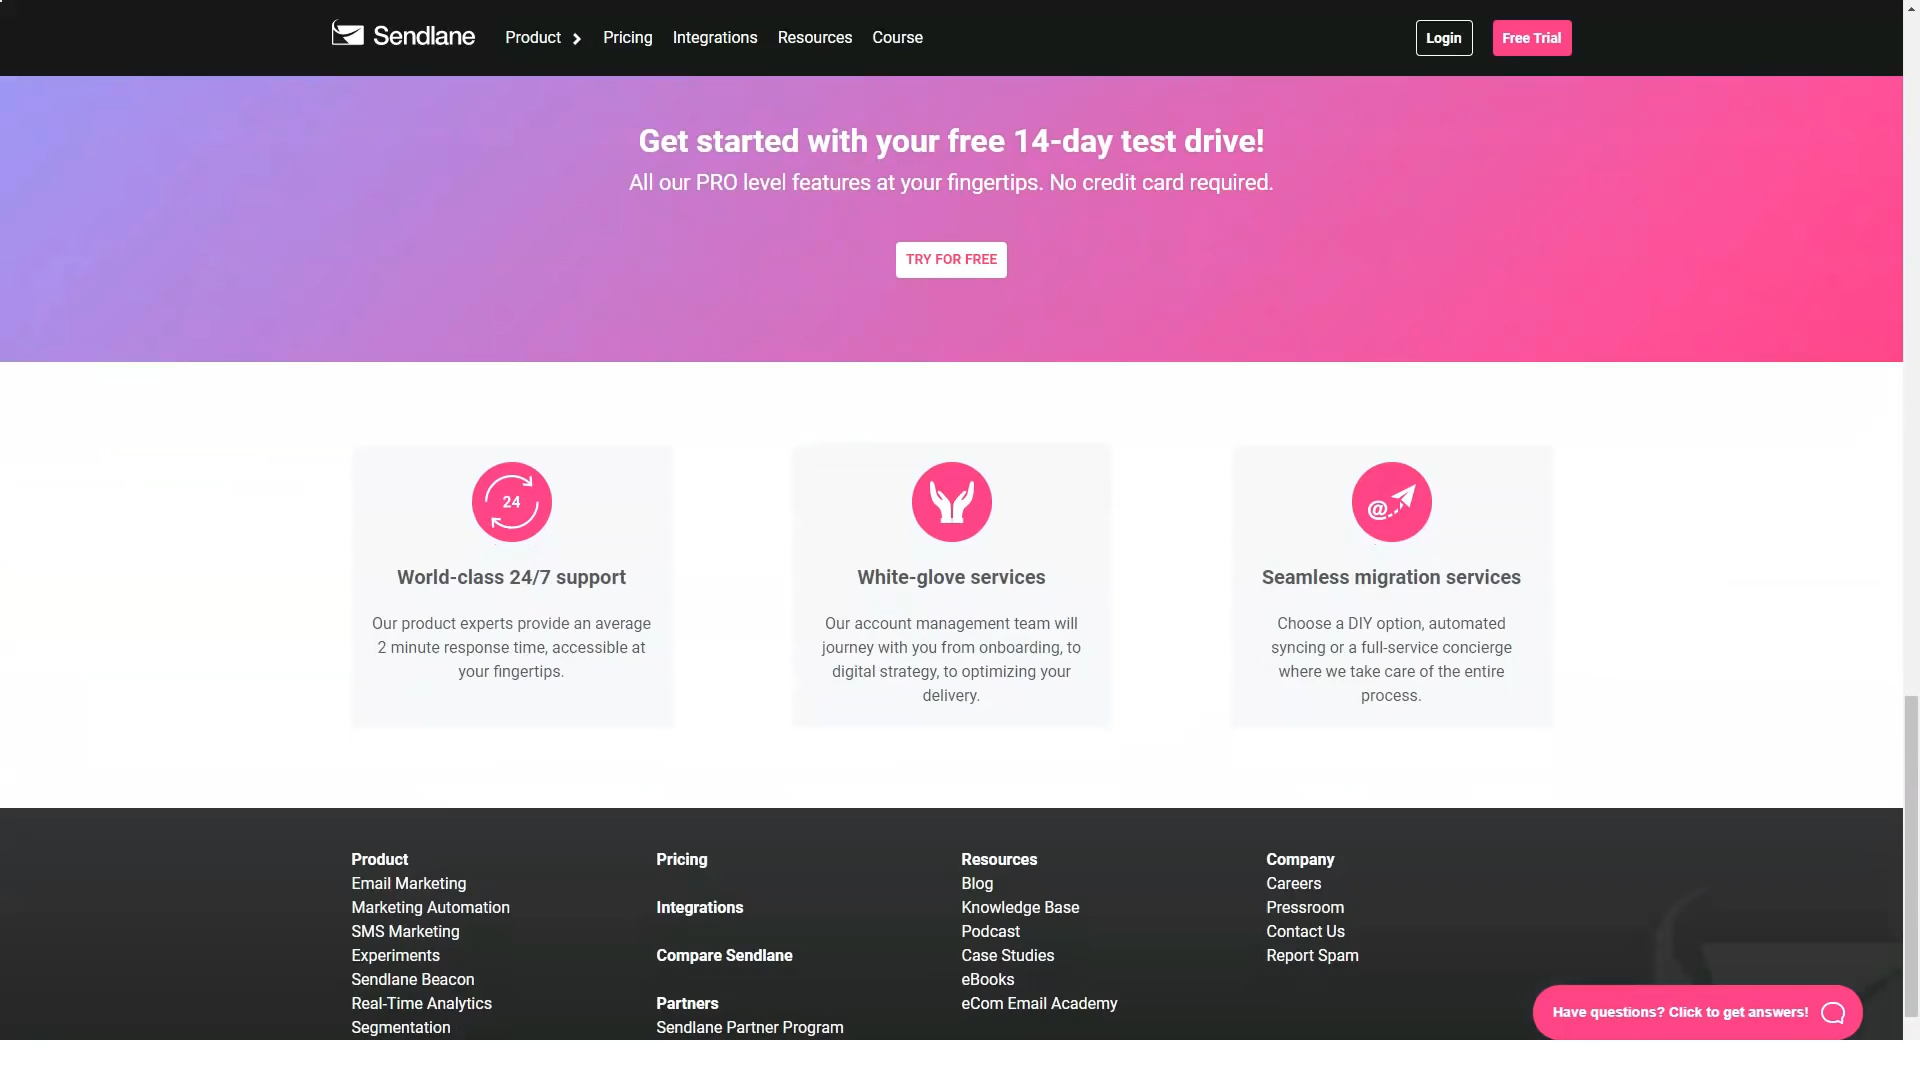 Sendlane
Product
Pricing
Integrations
Resources
Course
Login
Free Trial
Get started with your free 14-day test drive!
All our PRO level features at your fingertips. No credit card required.
TRY FOR FREE
24
World-class 24/7 support
Our product experts provide an average
2 minute response time, accessible at
your fingertips.
White-glove services
Our account management team will
journey with you from onboarding, to
digital strategy, to optimizing your
delivery.
@
Seamless migration services
Choose a DIY option, automated
syncing or a full-service concierge
where we take care of the entire
process.
Product
Email Marketing
Marketing Automation
SMS Marketing
Experiments
Sendlane Beacon
Real-Time Analytics
Segmentation
Pricing
Integrations
Compare Sendlane
Partners
Sendlane Partner Program
Resources
Blog
Knowledge Base
Podcast
Case Studies
eBooks
eCom Email Academy
Company
Careers
Pressroom
Contact Us
Report Spam
Have questions? Click to get answers!